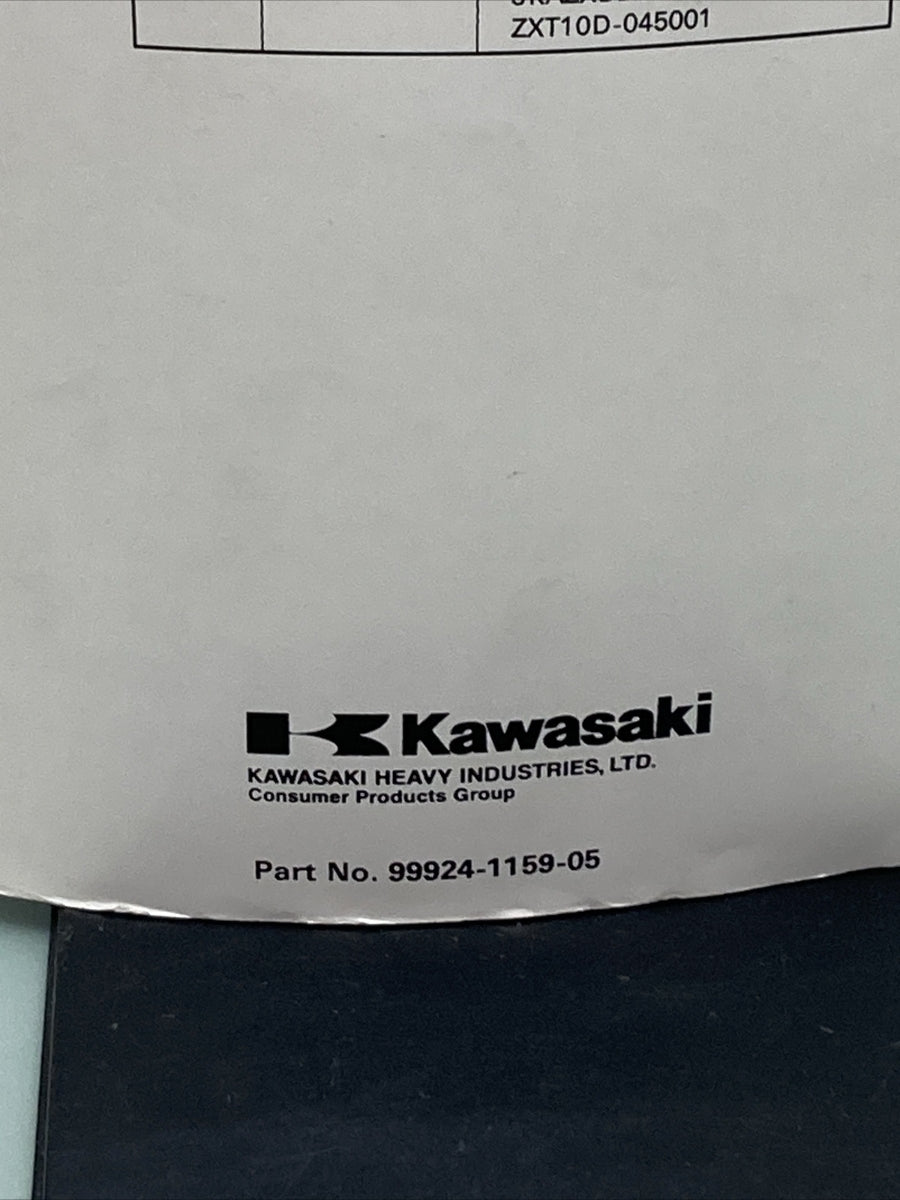 ZXT10D-045001
Kawasaki
KAWASAKI HEAVY INDUSTRIES, LTD.
Consumer Products Group
Part No. 99924-1159-05